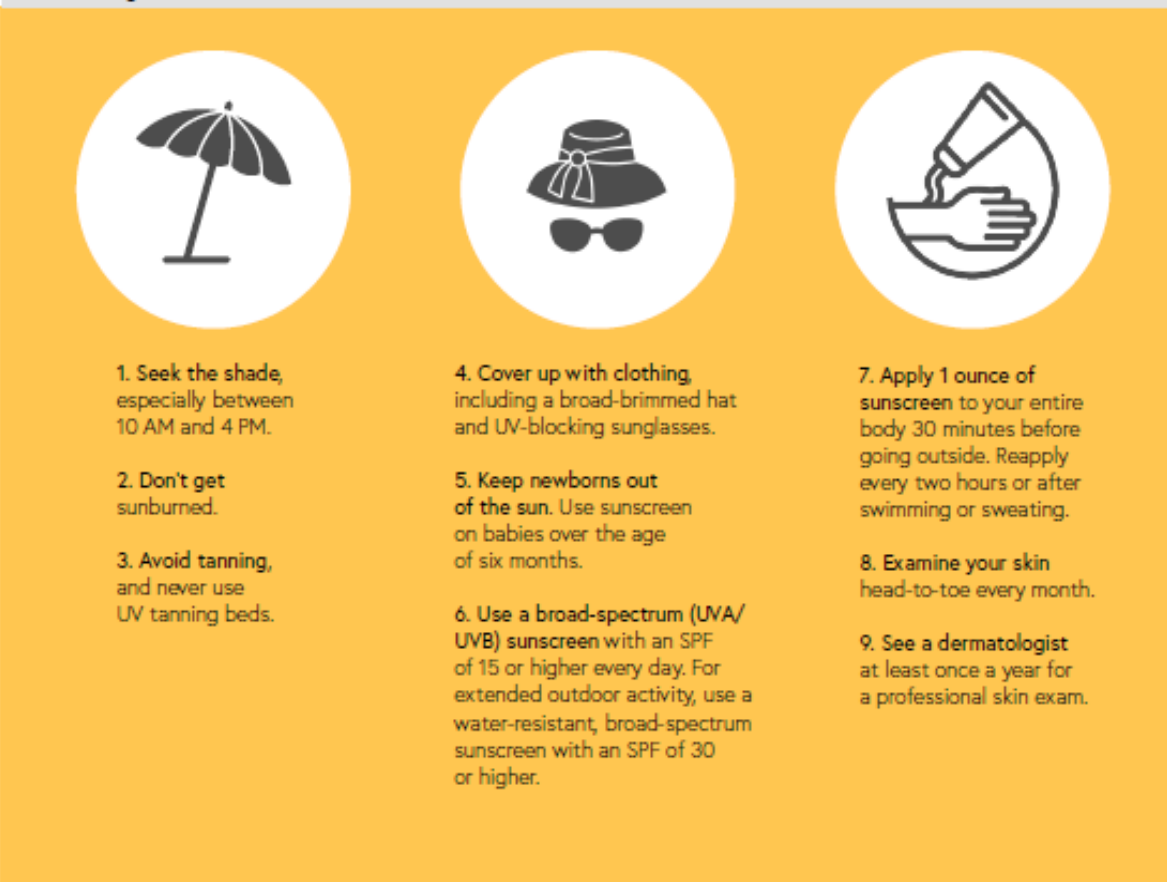 1. Seek the shade,
especially between
10 AM and 4 PM.
2. Don't get
sunburned.
3. Avoid tanning,
and never use
UV tanning beds.
4. Cover up with clothing,
including a broad-brimmed hat
and UV-blocking sunglasses.
5. Keep newborns out
of the sun. Use sunscreen
on babies over the age
of six months.
6. Use a broad-spectrum (UVA/
UVB) sunscreen with an SPF
of 15 or higher every day. For
extended outdoor activity, use a
water-resistant, broad-spectrum
sunscreen with an SPF of 30
or higher.
7. Apply 1 ounce of
sunscreen to your entire
body 30 minutes before
going outside. Reapply
every two hours or after
swimming or sweating.
8. Examine your skin
head-to-toe every month.
9. See a dermatologist
at least once a year for
a professional skin exam.